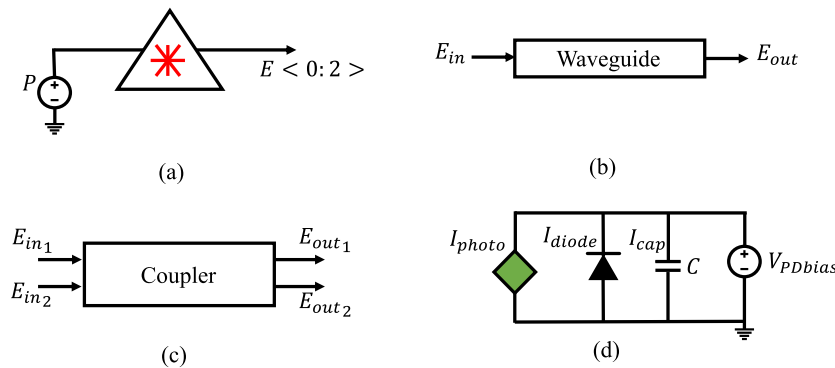 P
E < 0: 2 >
(a)
E_in
Waveguide
E_out
(b)
E_in1
E_in2
Coupler
E_out1
E_out2
(c)
I_photo
I_diode
I_cap
C
V_PDbias
(d)